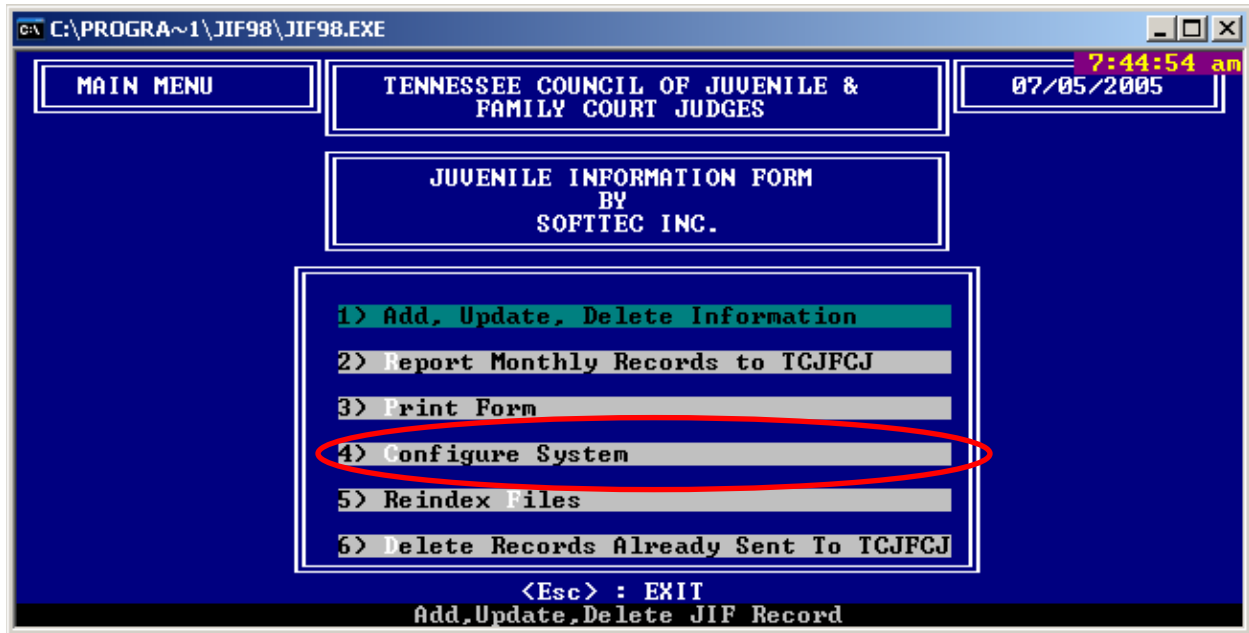 C:\PROGRA~1\JIF98\JIF98.EXE
7:44:54 am
MAIN MENU
TENNESSEE COUNCIL OF JUVENILE &
FAMILY COURT JUDGES
07/05/2005
JUVENILE INFORMATION FORM
BY
SOFTTEC INC.
1) Add, Update, Delete Information
2) Report Monthly Records to TCJFCJ
3) Print Form
4) Configure System
5) Reindex Files
6) Delete Records Already Sent To TCJFCJ
<Esc> : EXIT
Add,Update,Delete JIF Record